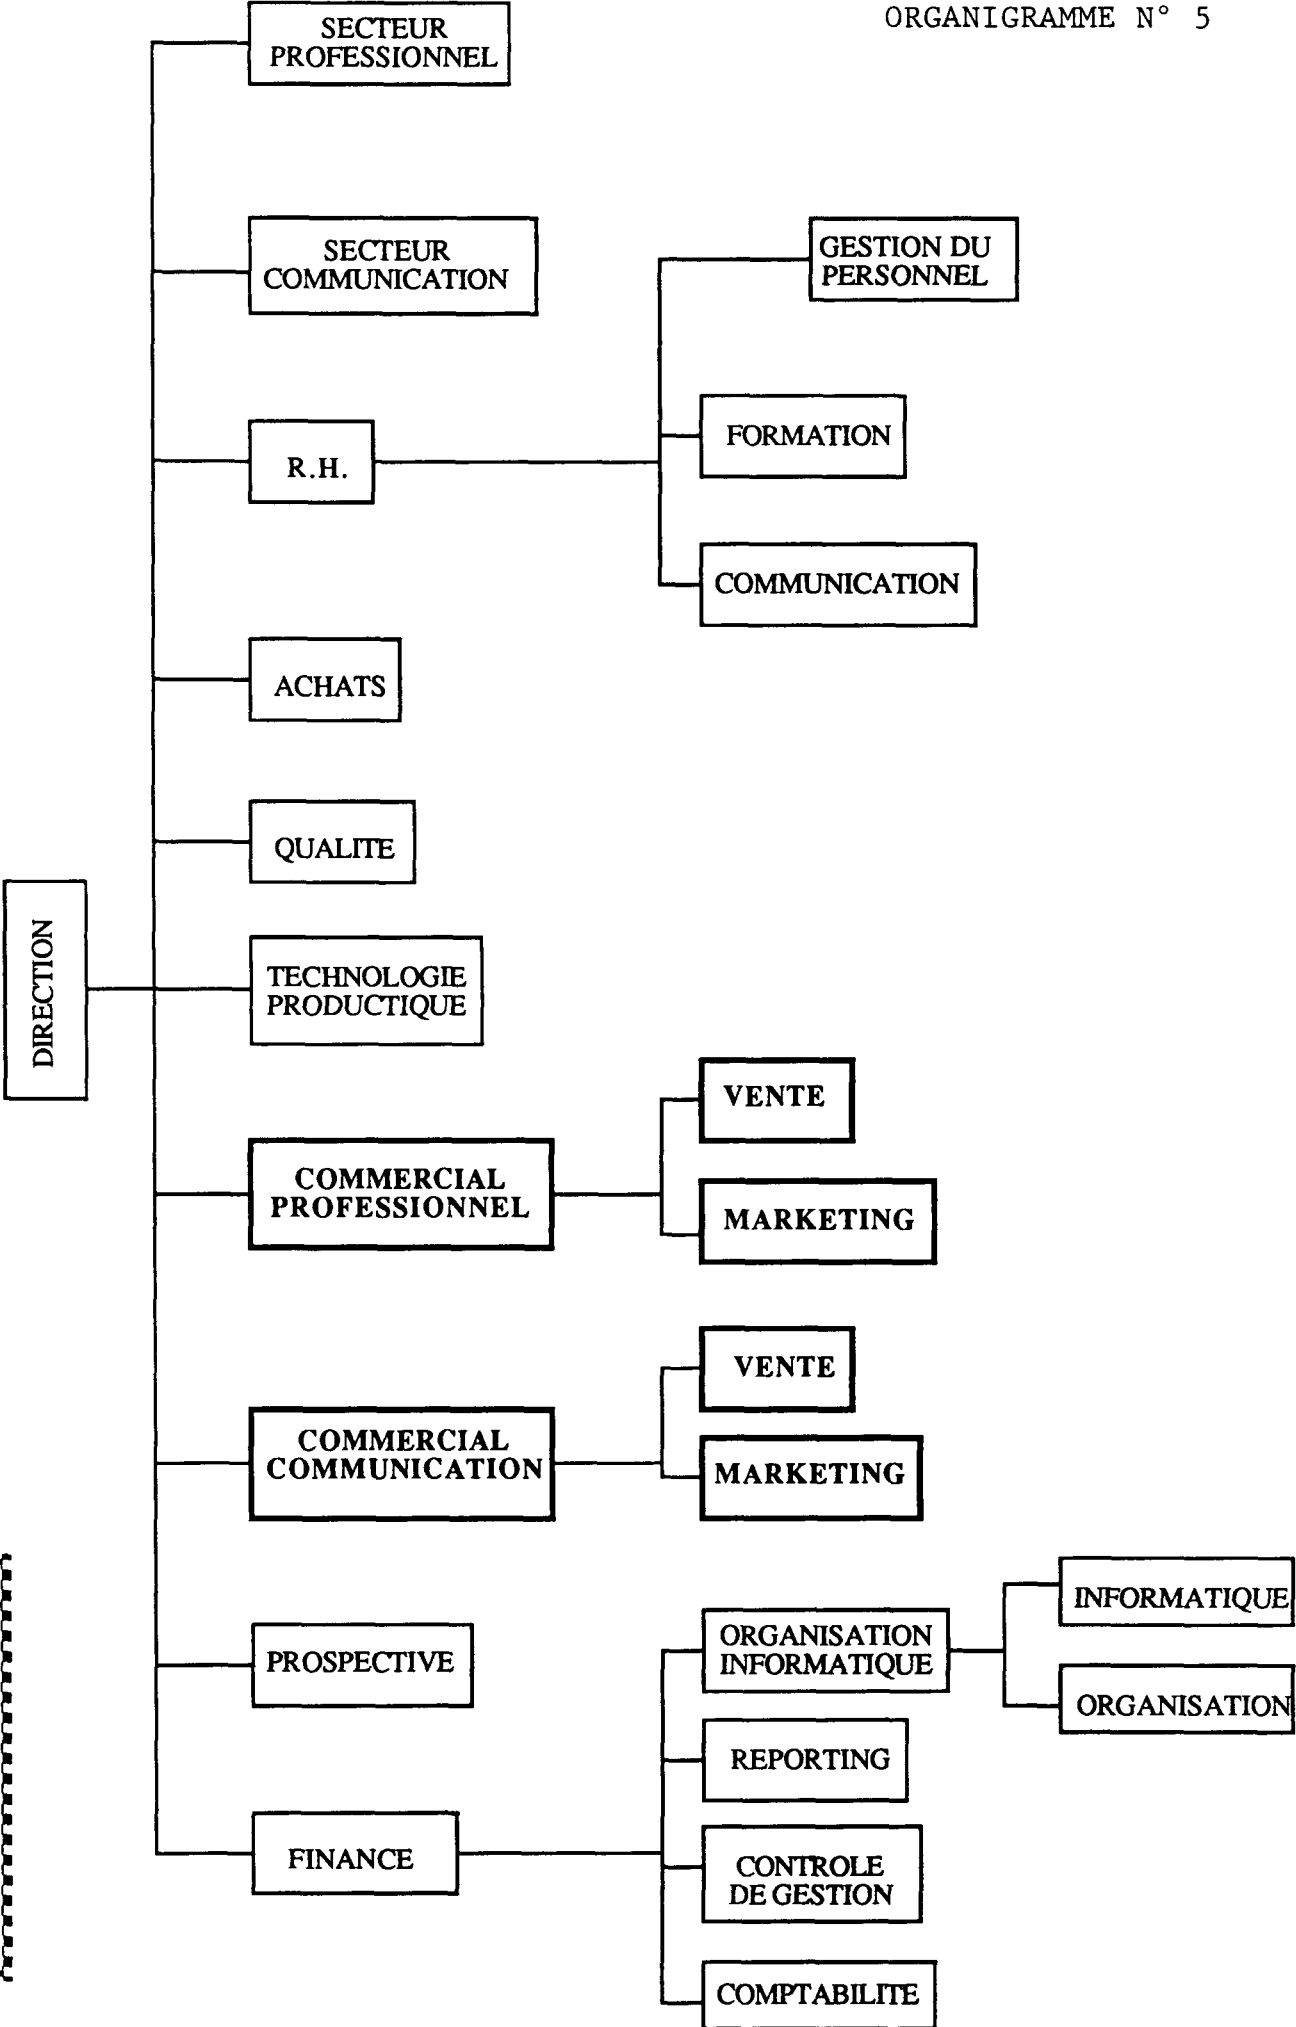 ORGANIGRAMME N° 5
SECTEUR
PROFESSIONNEL
SECTEUR
COMMUNICATION
GESTION DU
PERSONNEL
FORMATION
R.H.
COMMUNICATION
ACHATS
QUALITE
DIRECTION
TECHNOLOGIE
PRODUCTIQUE
VENTE
COMMERCIAL
PROFESSIONNEL
MARKETING
VENTE
COMMERCIAL
COMMUNICATION
MARKETING
INFORMATIQUE
ORGANISATION
INFORMATIQUE
PROSPECTIVE
ORGANISATION
REPORTING
FINANCE
CONTROLE
DE GESTION
COMPTABILITE